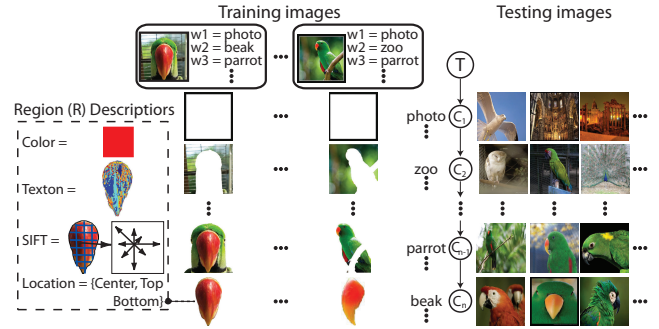 Training images
Testing images
w1 = photo
w2 = beak
w3 = parrot
w1 = photo
w2 = zoo
w3 = parrot
T
Region (R) Descriptiors
Color =
Texton =
SIFT =
Location = {Center, Top
Bottom}
photo
C1
zoo
C2
parrot
Cn-1
beak
Cn